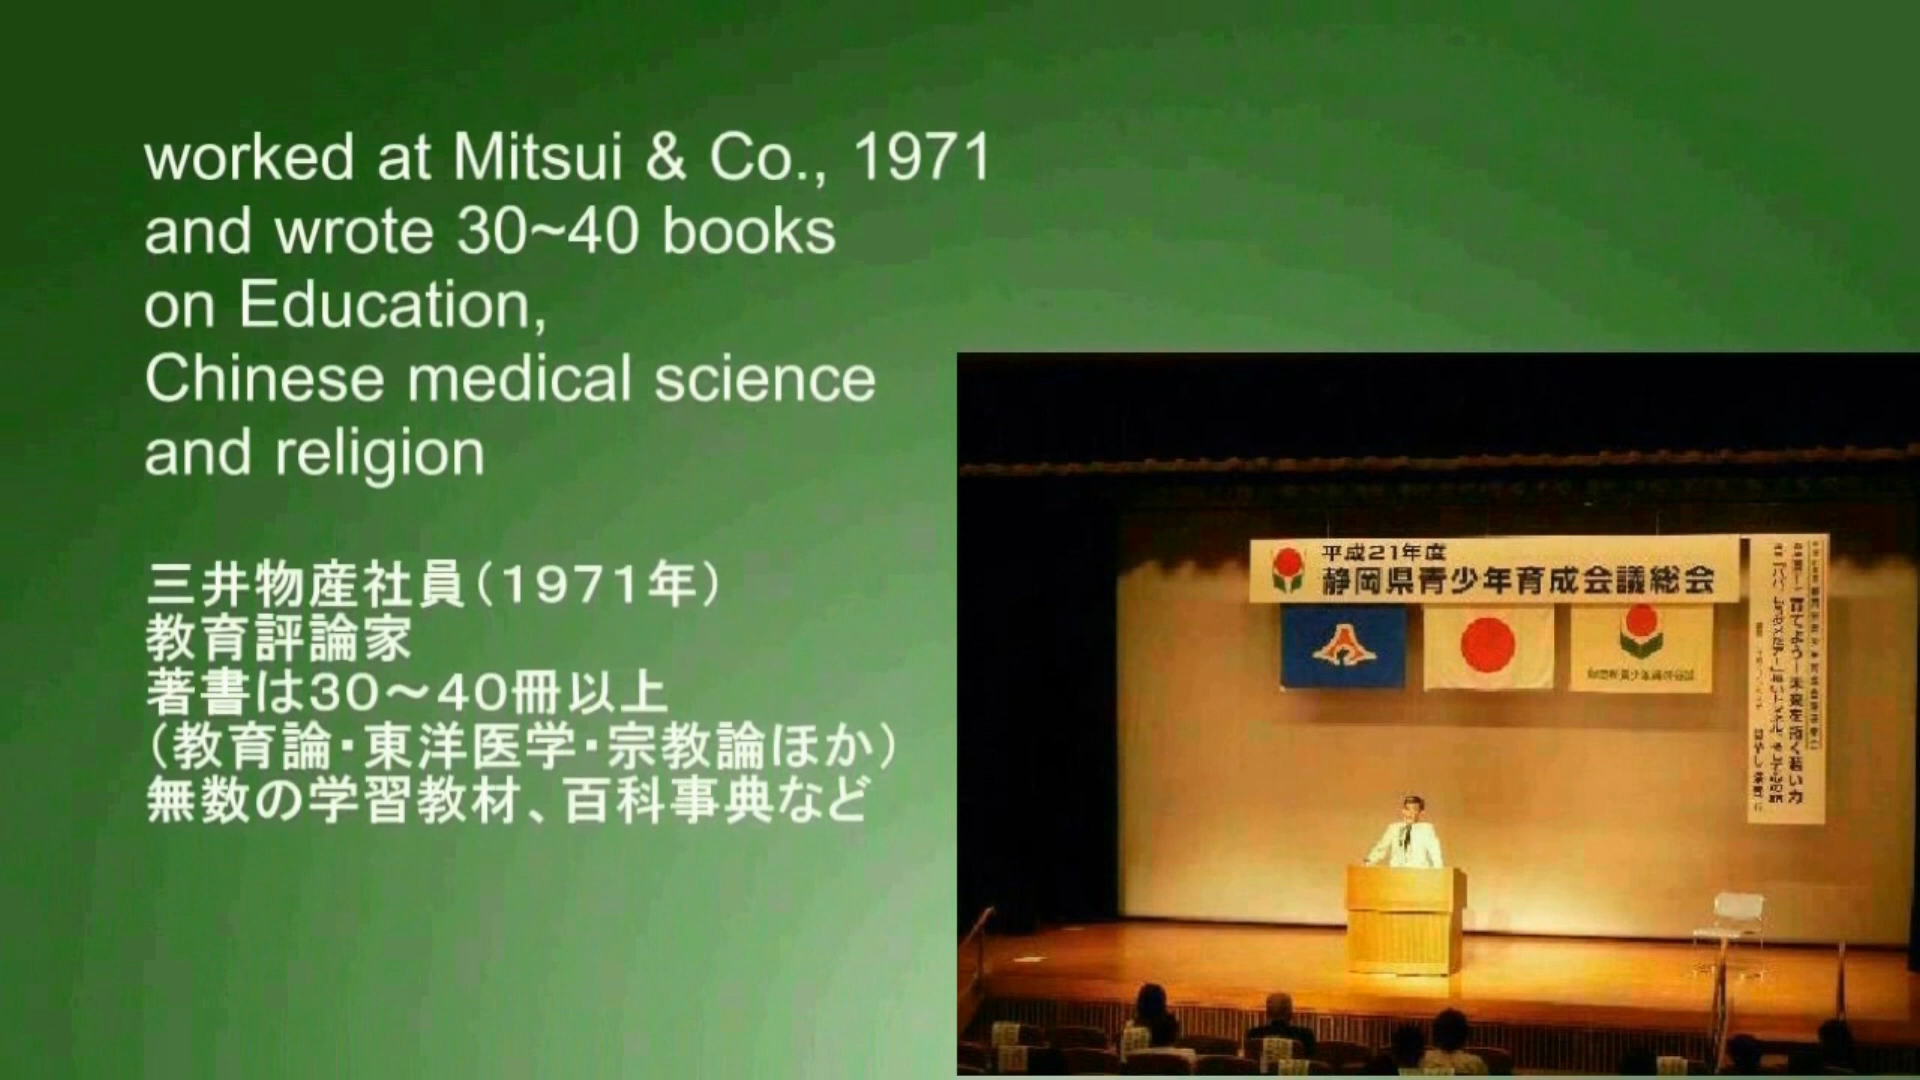 worked at Mitsui & Co., 1971
and wrote 30~40 books
on Education,
Chinese medical science
and religion
三井物産社員（1971年）
教育評論家
著書は30～40冊以上
（教育論・東洋医学・宗教論ほか）
無数の学習教材、百科事典など
平成21年度
静岡県青少年育成会議総会